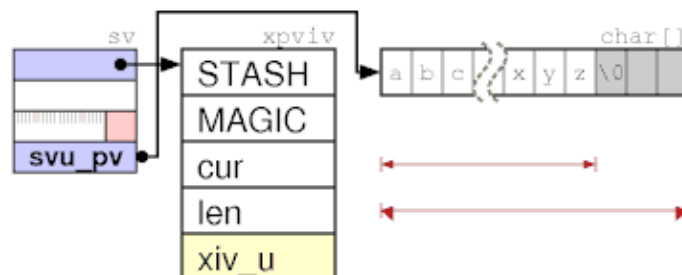 sv
xpviv
char[]
STASH
a b c x y z \0
MAGIC
svu_pv
cur
len
xiv_u